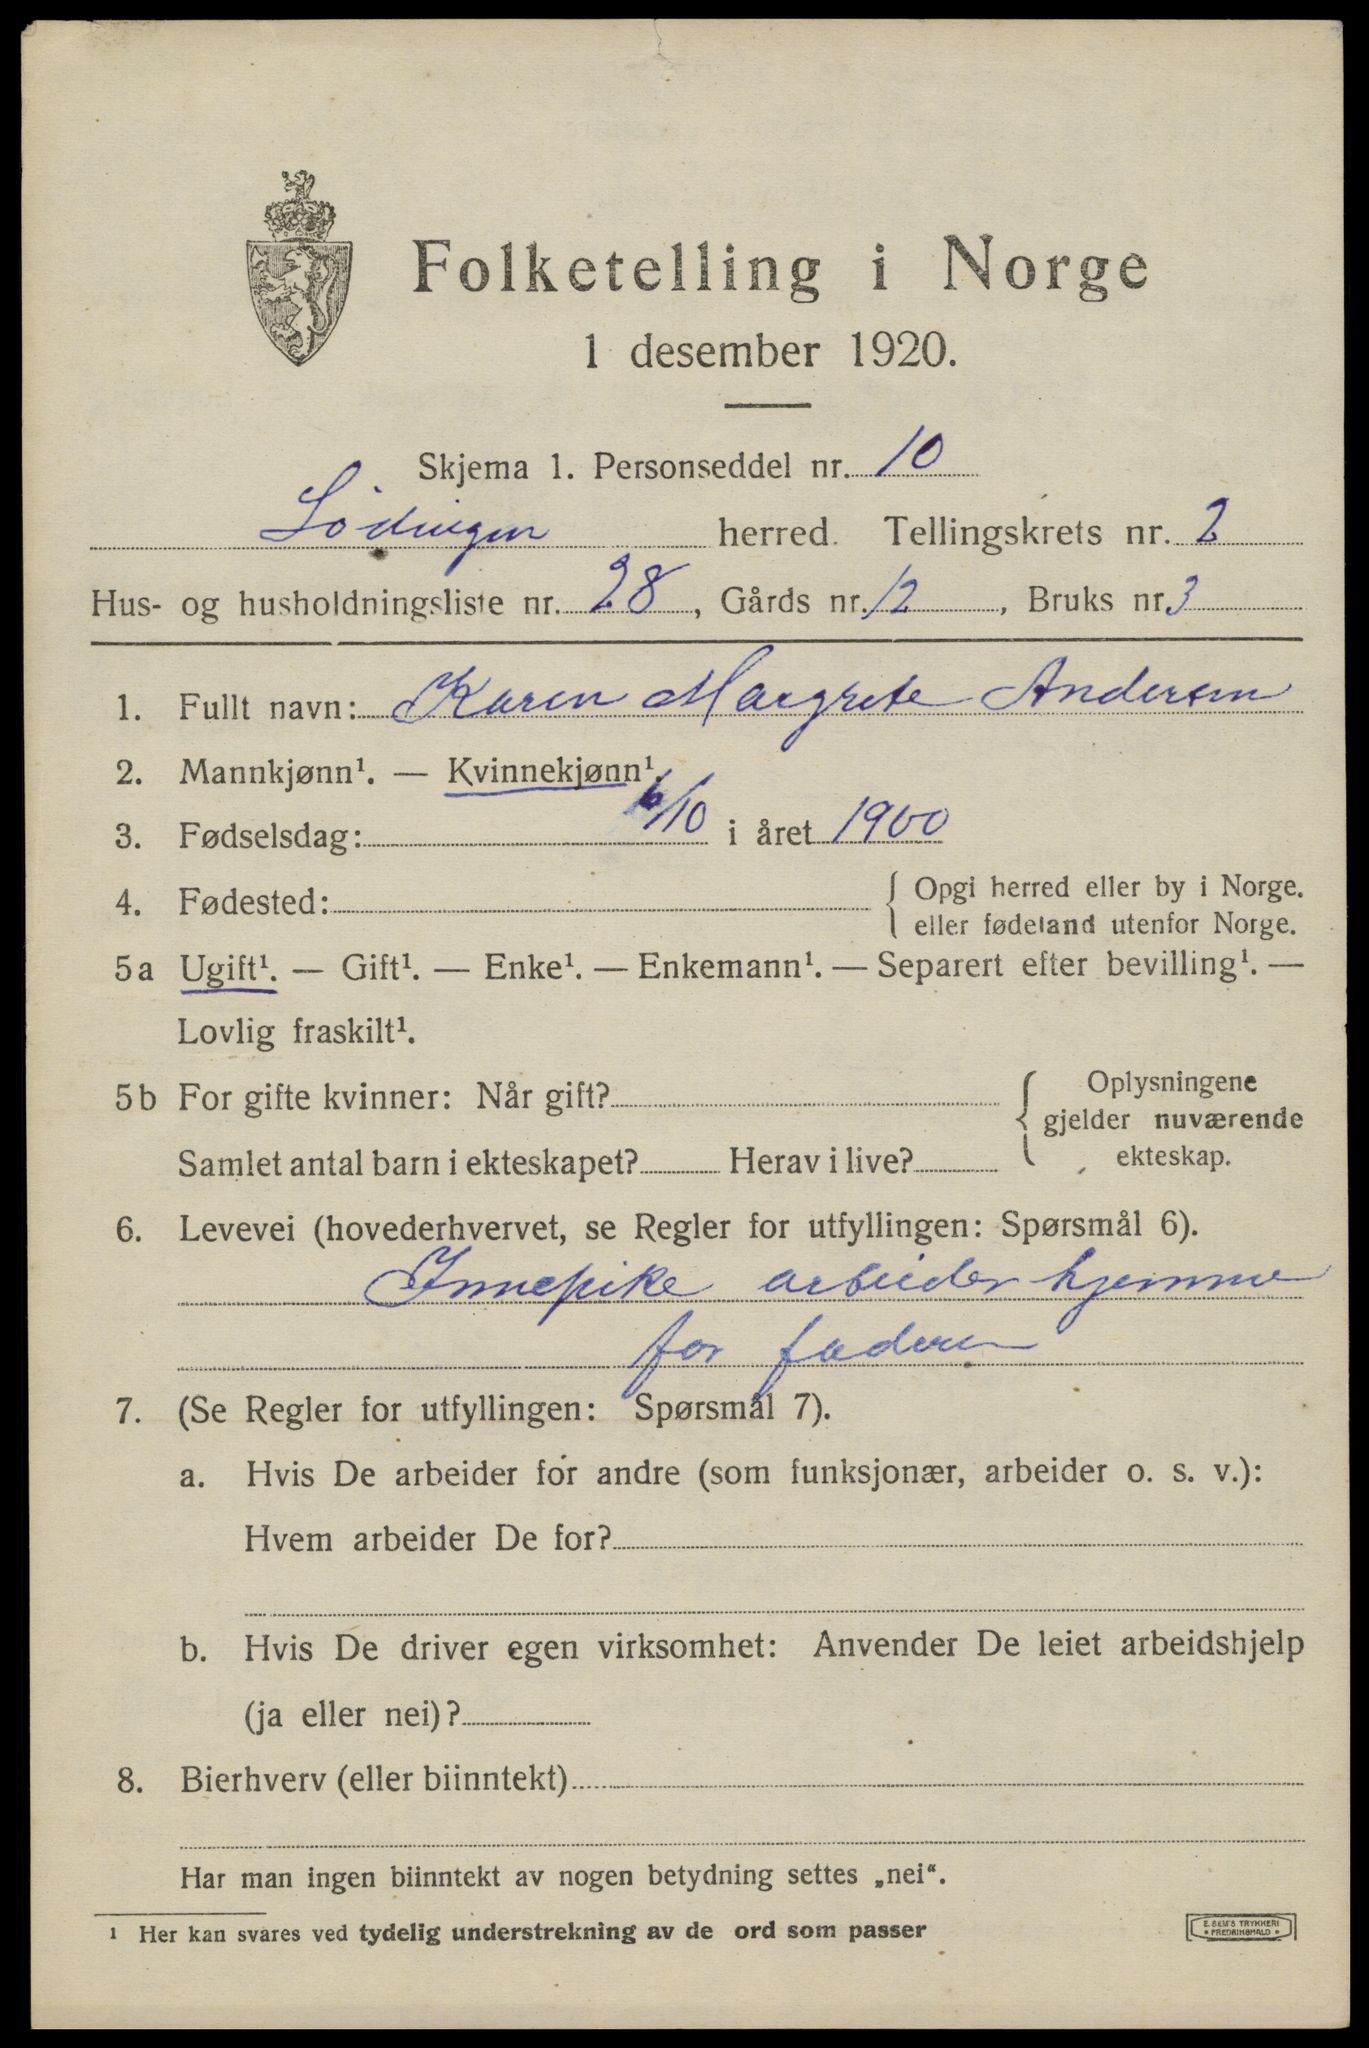 Folketelling i Norge
1 desember 1920.
Skjema 1. Personseddel nr. 10
Lødingen herred. Tellingskrets nr. 2
Hus- og husholdningsliste nr. 28, Gårds nr. 12, Bruks nr. 3
1. Fullt navn: Karen Margrete Andersen
2. Mannkjønn¹. — Kvinnekjønn¹.
3. Fødselsdag: 6/10 i året 1900
4. Fødested: { Opgi herred eller by i Norge.
eller fødeland utenfor Norge.
5a Ugift¹. — Gift¹. — Enke¹. — Enkemann¹. — Separert efter bevilling¹. —
Lovlig fraskilt¹.
5b For gifte kvinner: Når gift? { Oplysningene
gjelder nuværende
Samlet antal barn i ekteskapet? Herav i live? ekteskap.
6. Levevei (hovederhvervet, se Regler for utfyllingen: Spørsmål 6).
Innepike arbeider hjemme
for faderen
7. (Se Regler for utfyllingen: Spørsmål 7).
a. Hvis De arbeider for andre (som funksjonær, arbeider o. s. v.):
Hvem arbeider De for?
b. Hvis De driver egen virksomhet: Anvender De leiet arbeidshjelp
(ja eller nei)?
8. Bierhverv (eller biinntekt)
Har man ingen biinntekt av nogen betydning settes „nei“.
¹ Her kan svares ved tydelig understrekning av de ord som passer
E. SEM'S TRYKKERI
• FREDRIKSHALD •